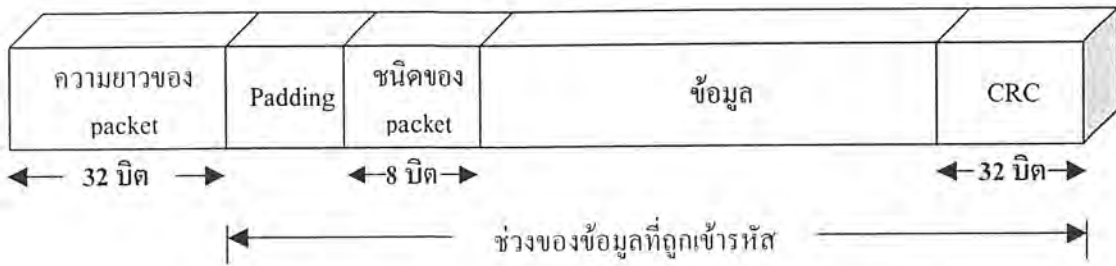 ความยาวของ
packet
Padding
ชนิดของ
packet
ข้อมูล
CRC
32 บิต
8 บิต
32 บิต
ช่วงของข้อมูลที่ถูกเข้ารหัส